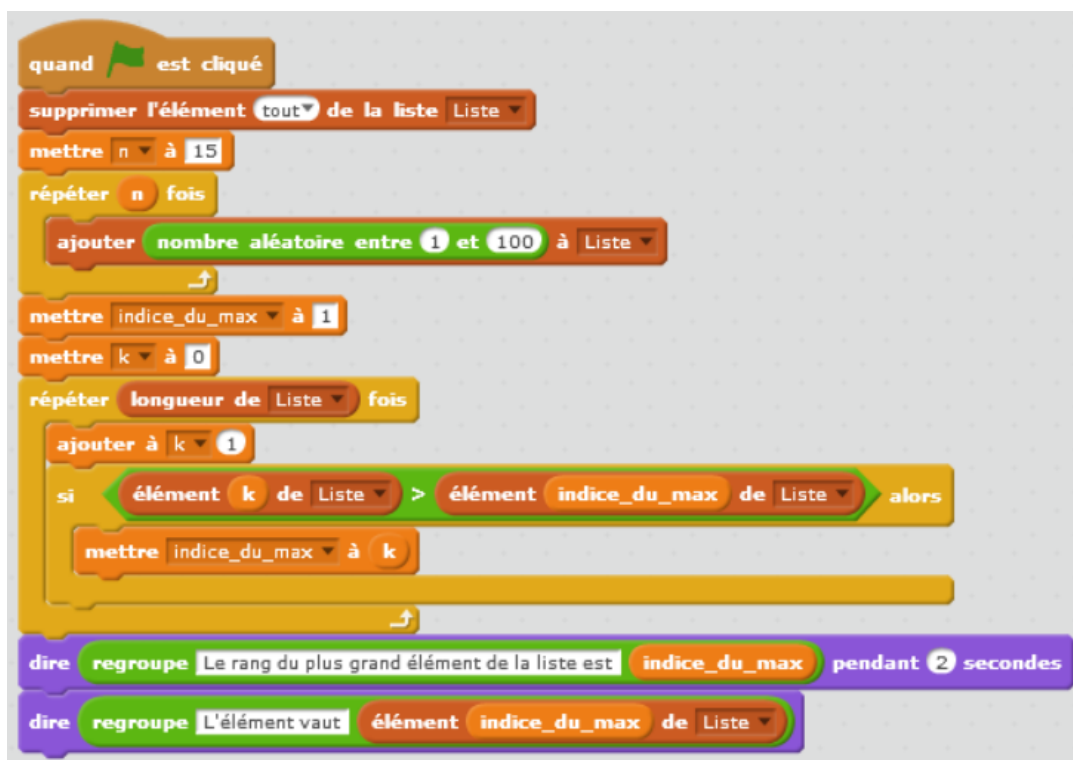 quand est cliqué
supprimer l'élément tout de la liste Liste
mettre n à 15
répéter n fois
ajouter nombre aléatoire entre 1 et 100 à Liste
mettre indice_du_max à 1
mettre k à 0
répéter longueur de Liste fois
ajouter à k 1
si élément k de Liste > élément indice_du_max de Liste alors
mettre indice_du_max à k
dire regroupe Le rang du plus grand élément de la liste est indice_du_max pendant 2 secondes
dire regroupe L'élément vaut élément indice_du_max de Liste